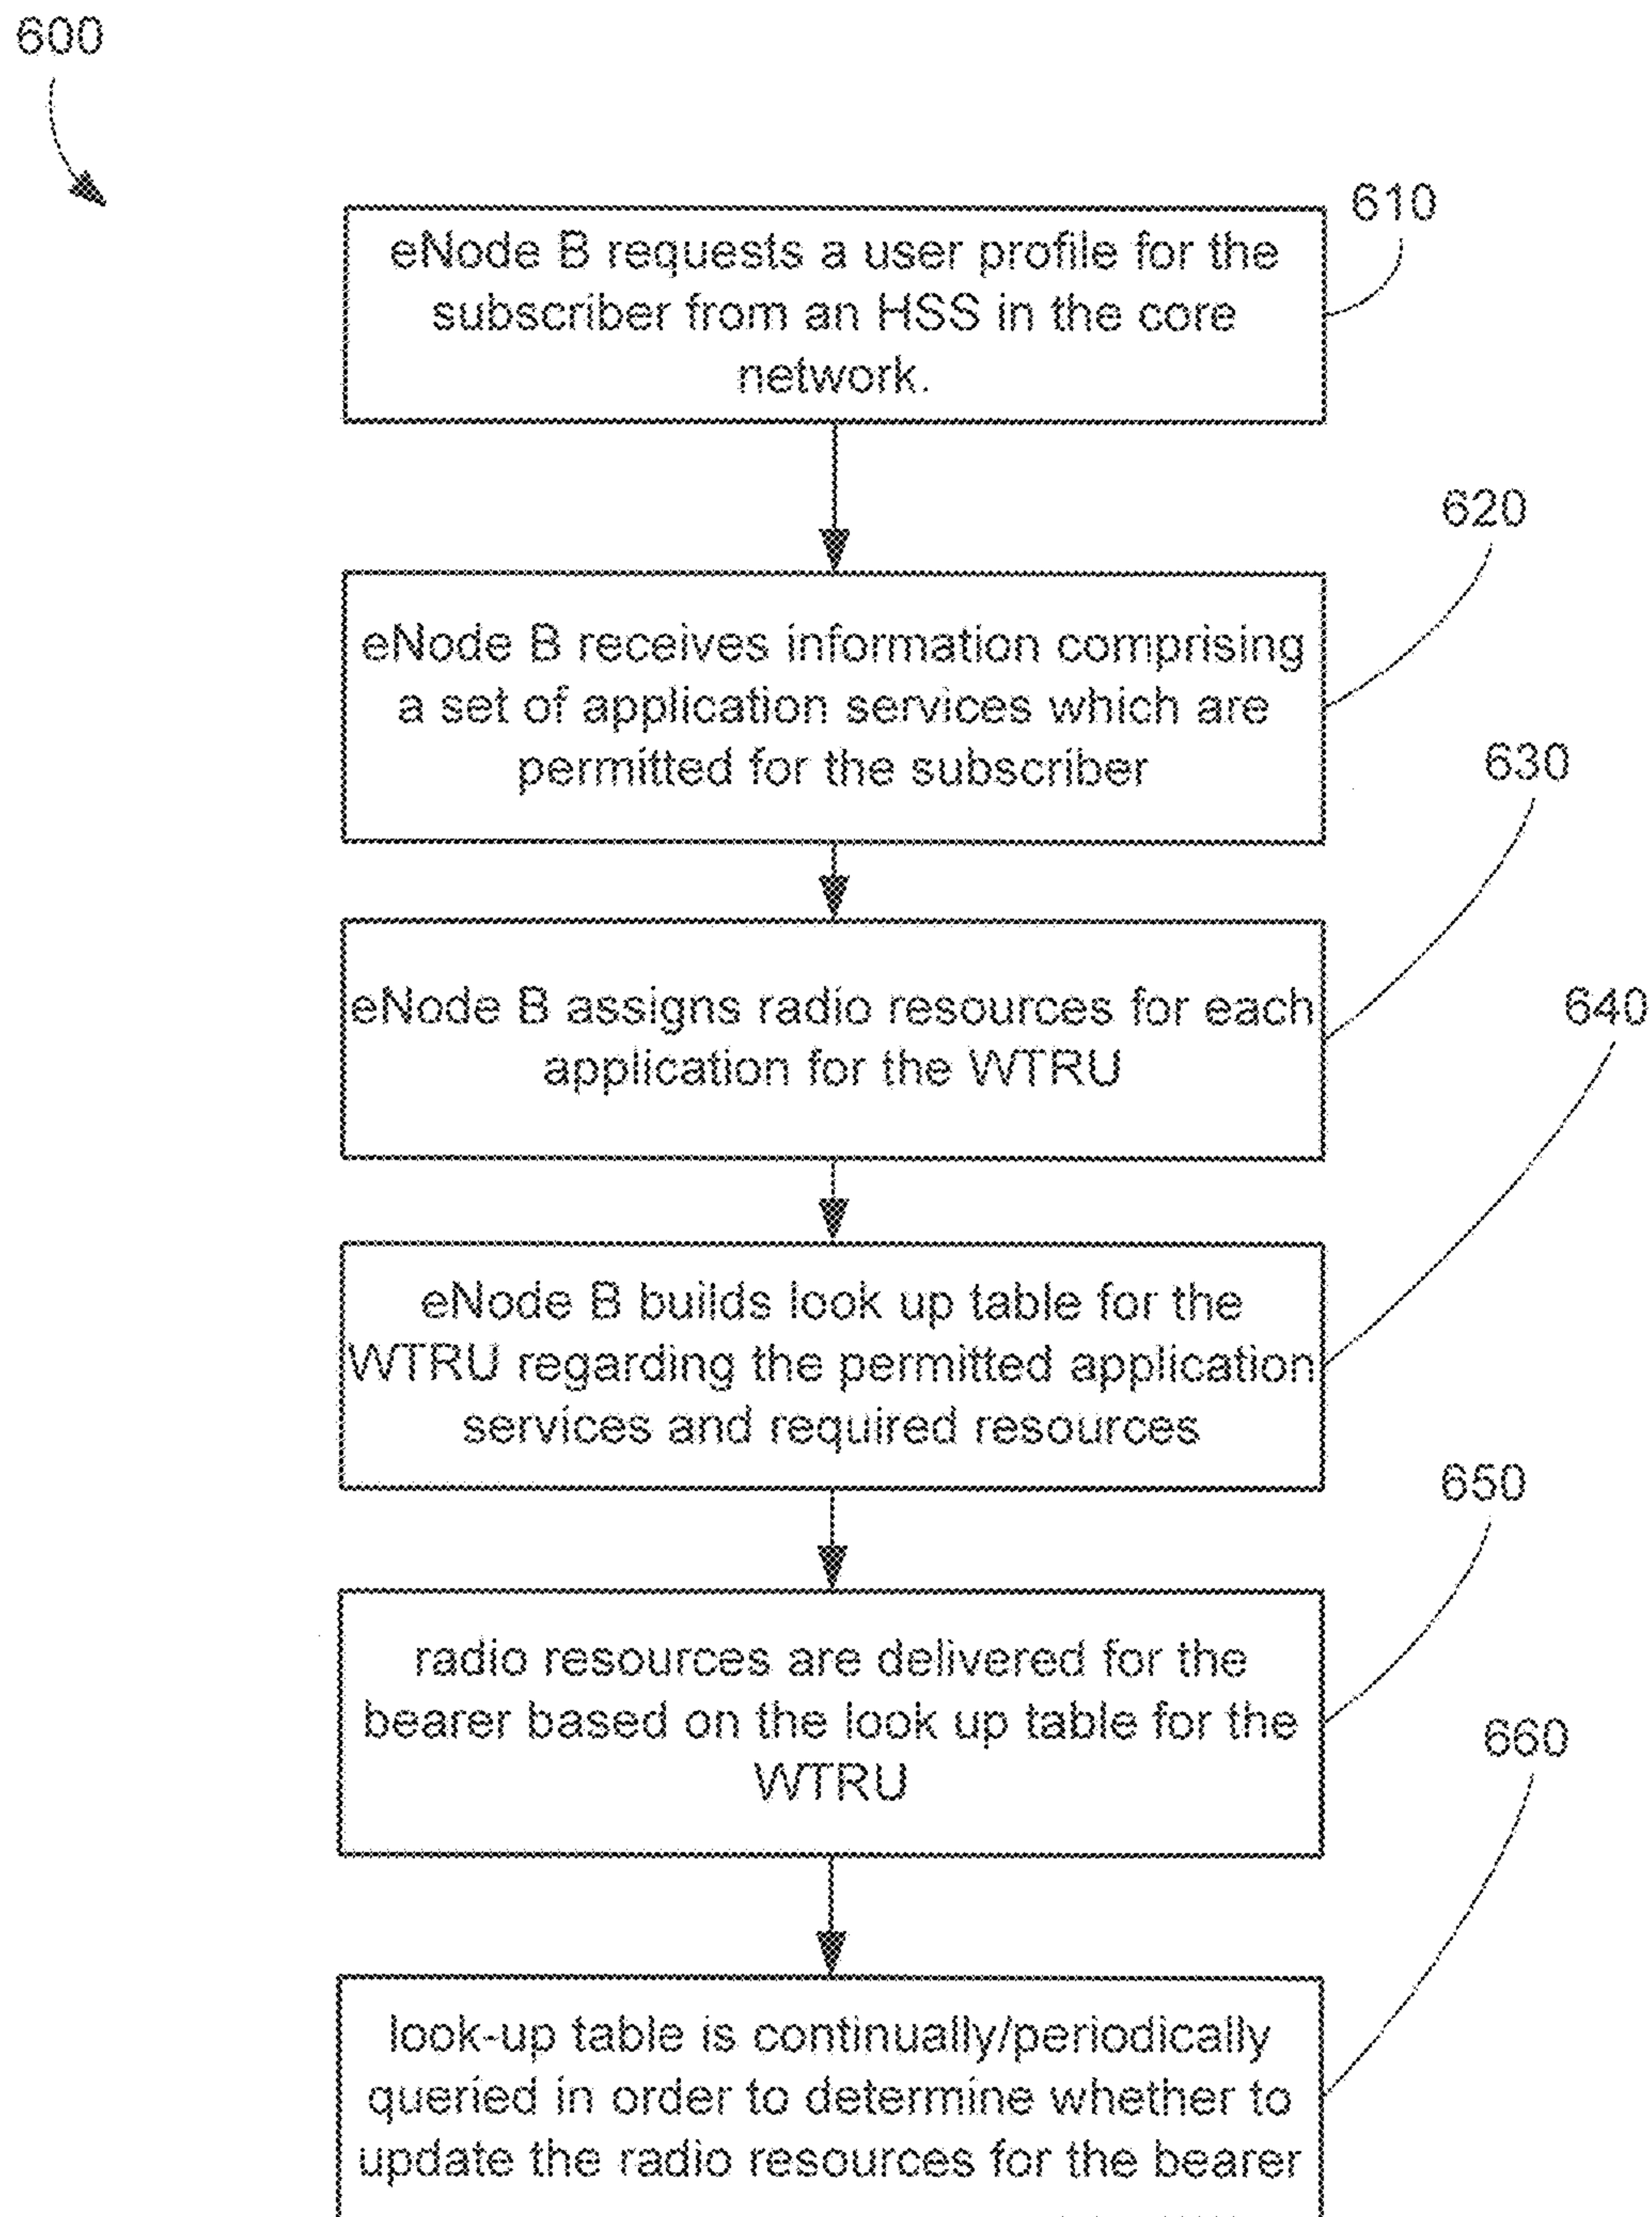 600
610
eNode B requests a user profile for the
subscriber from an HSS in the core
network.
620
eNode B receives information comprising
a set of application services which are
permitted for the subscriber
630
eNode B assigns radio resources for each
application for the WTRU
640
eNode B builds look up table for the
WTRU regarding the permitted application
services and required resources
650
radio resources are delivered for the
bearer based on the look up table for the
WTRU
660
look-up table is continually/periodically
queried in order to determine whether to
update the radio resources for the bearer